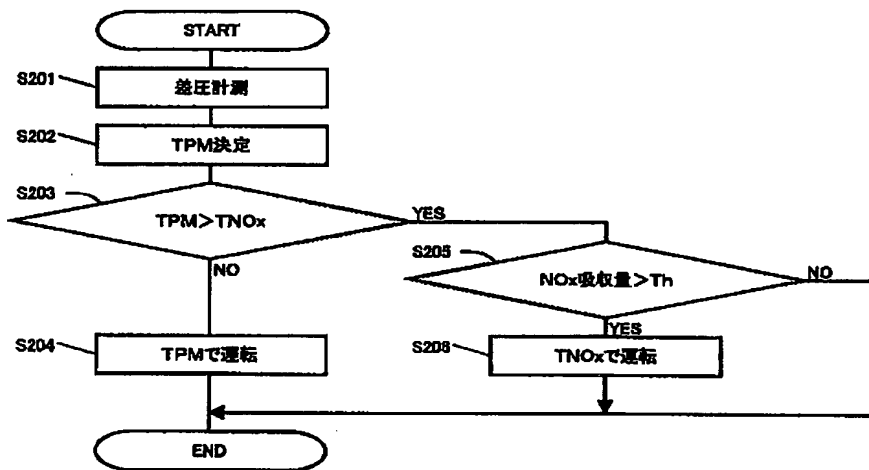 START
S201
差圧計測
S202
TPM決定
S203
TPM>TNOx
YES
S205
NOx吸収量>Th
NO
NO
YES
S204
TPMで運転
S206
TNOxで運転
END